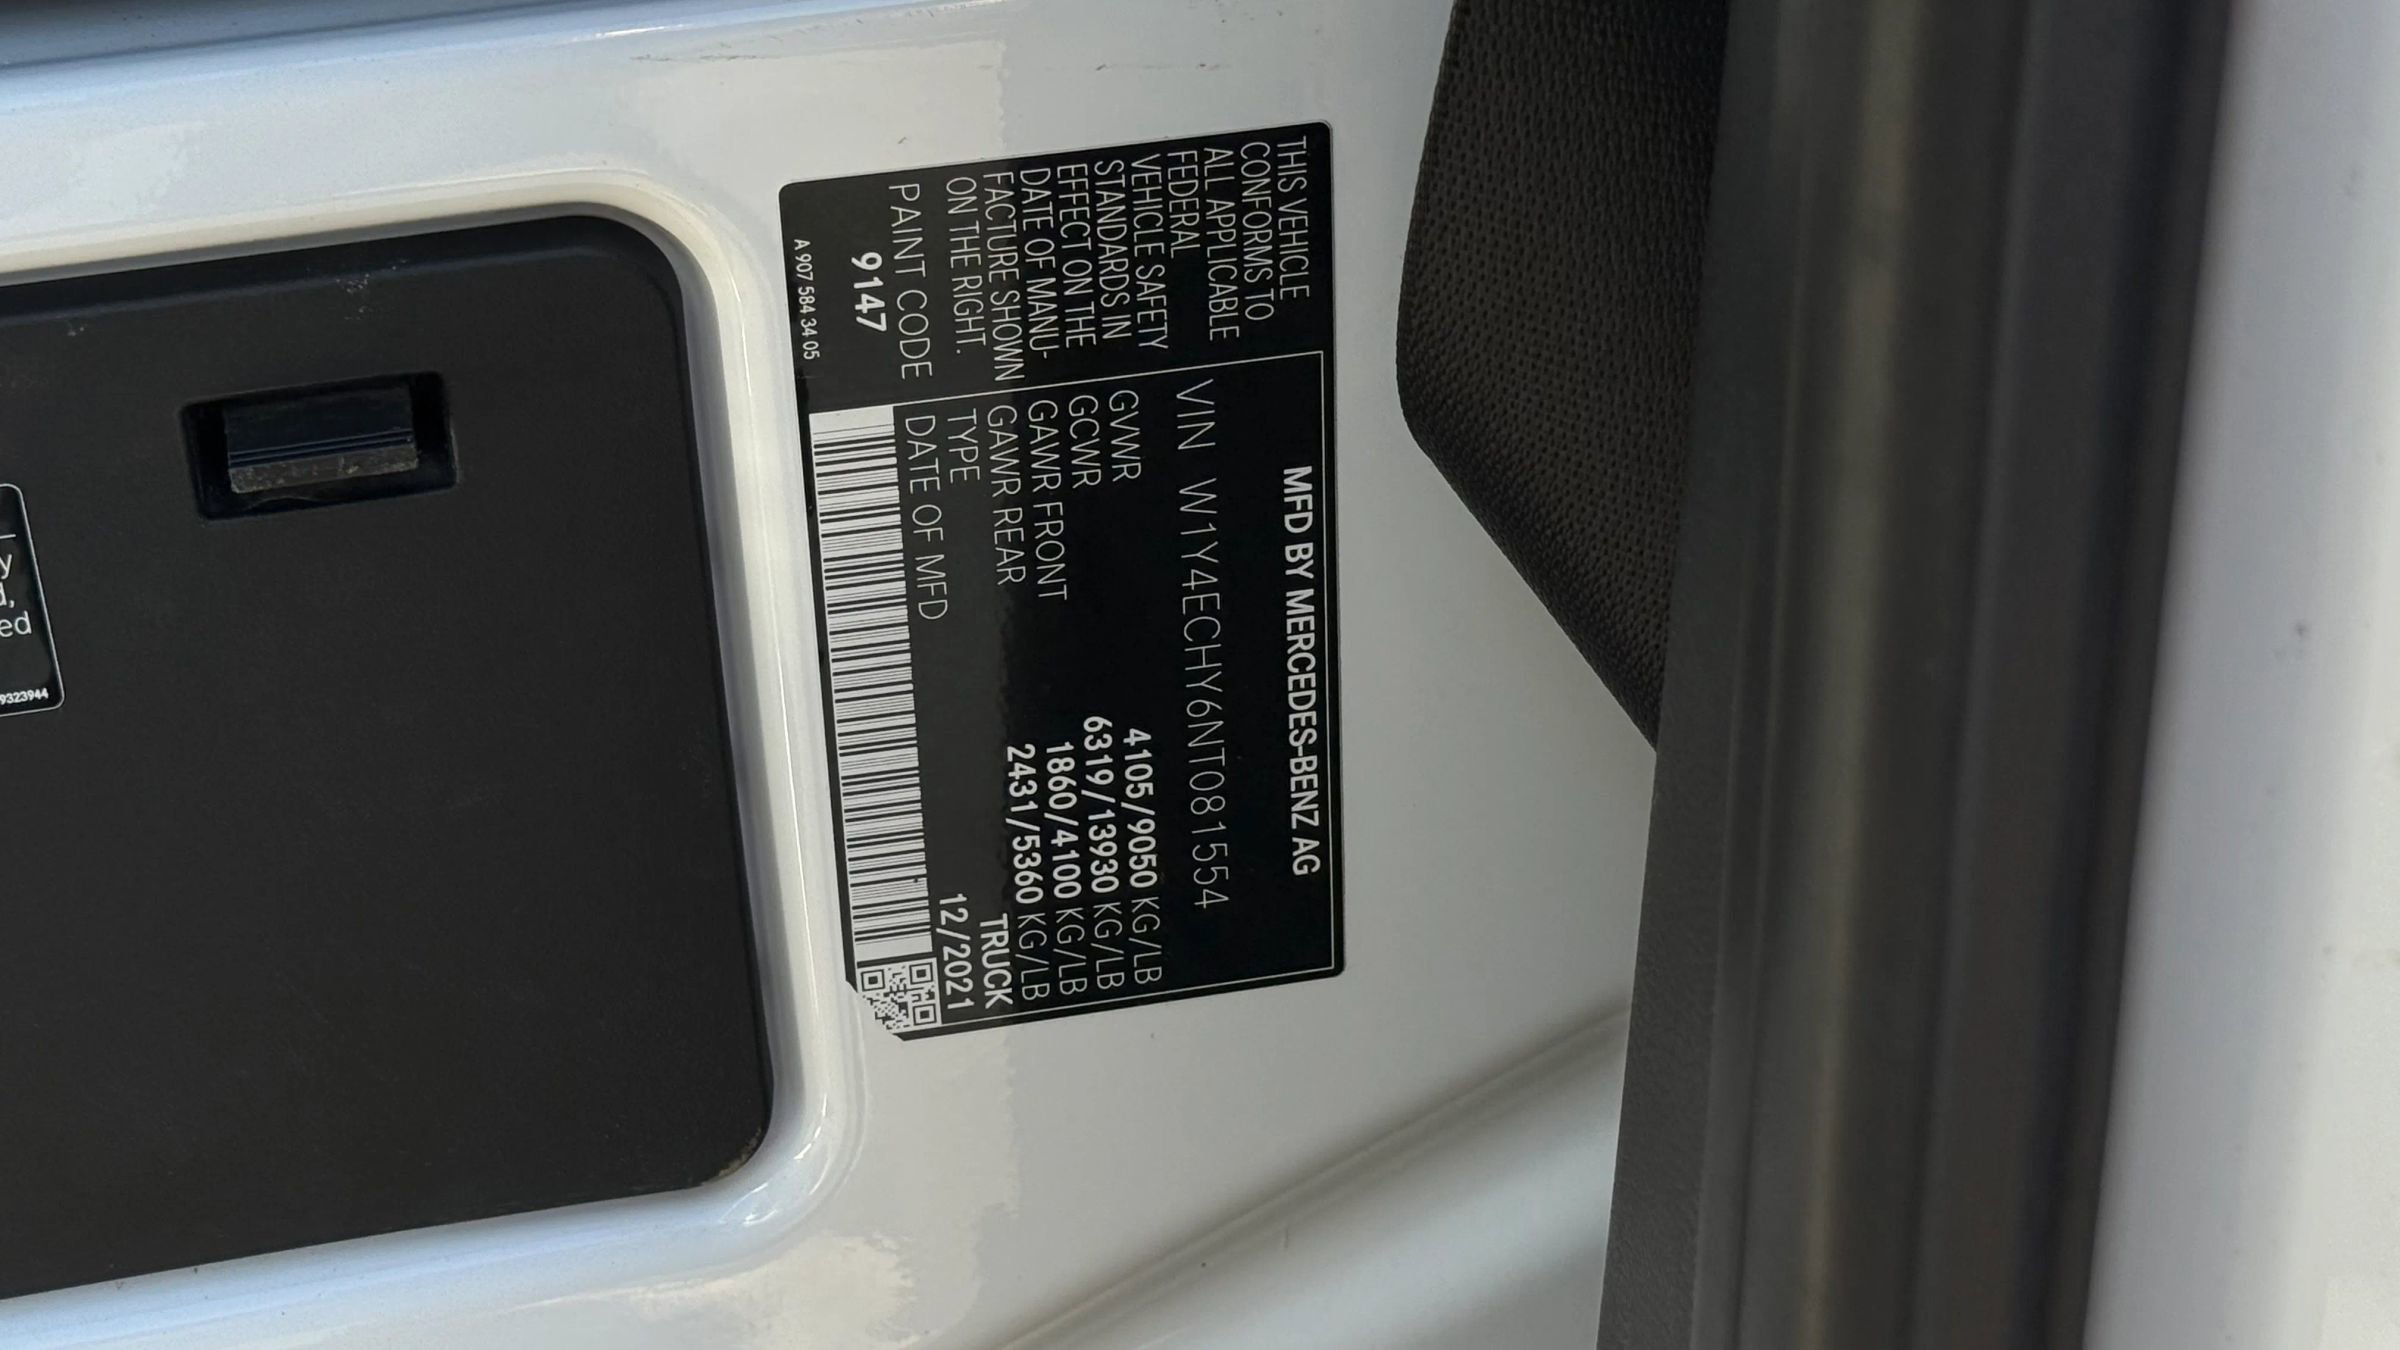 THIS VEHICLE
CONFORMS TO
ALL APPLICABLE
FEDERAL
VEHICLE SAFETY
STANDARDS IN
EFFECT ON THE
DATE OF MANU-
FACTURE SHOWN
ON THE RIGHT.
PAINT CODE
9147
A 907 584 34 05
MFD BY MERCEDES-BENZ AG
VIN W1Y4ECHY6NT081554
GVWR 4105/9050 KG/LB
GCWR 6319/13930 KG/LB
GAWR FRONT 1860/4100 KG/LB
GAWR REAR 2431/5360 KG/LB
TYPE TRUCK
DATE OF MFD 12/2021
y
d,
ed
9323944